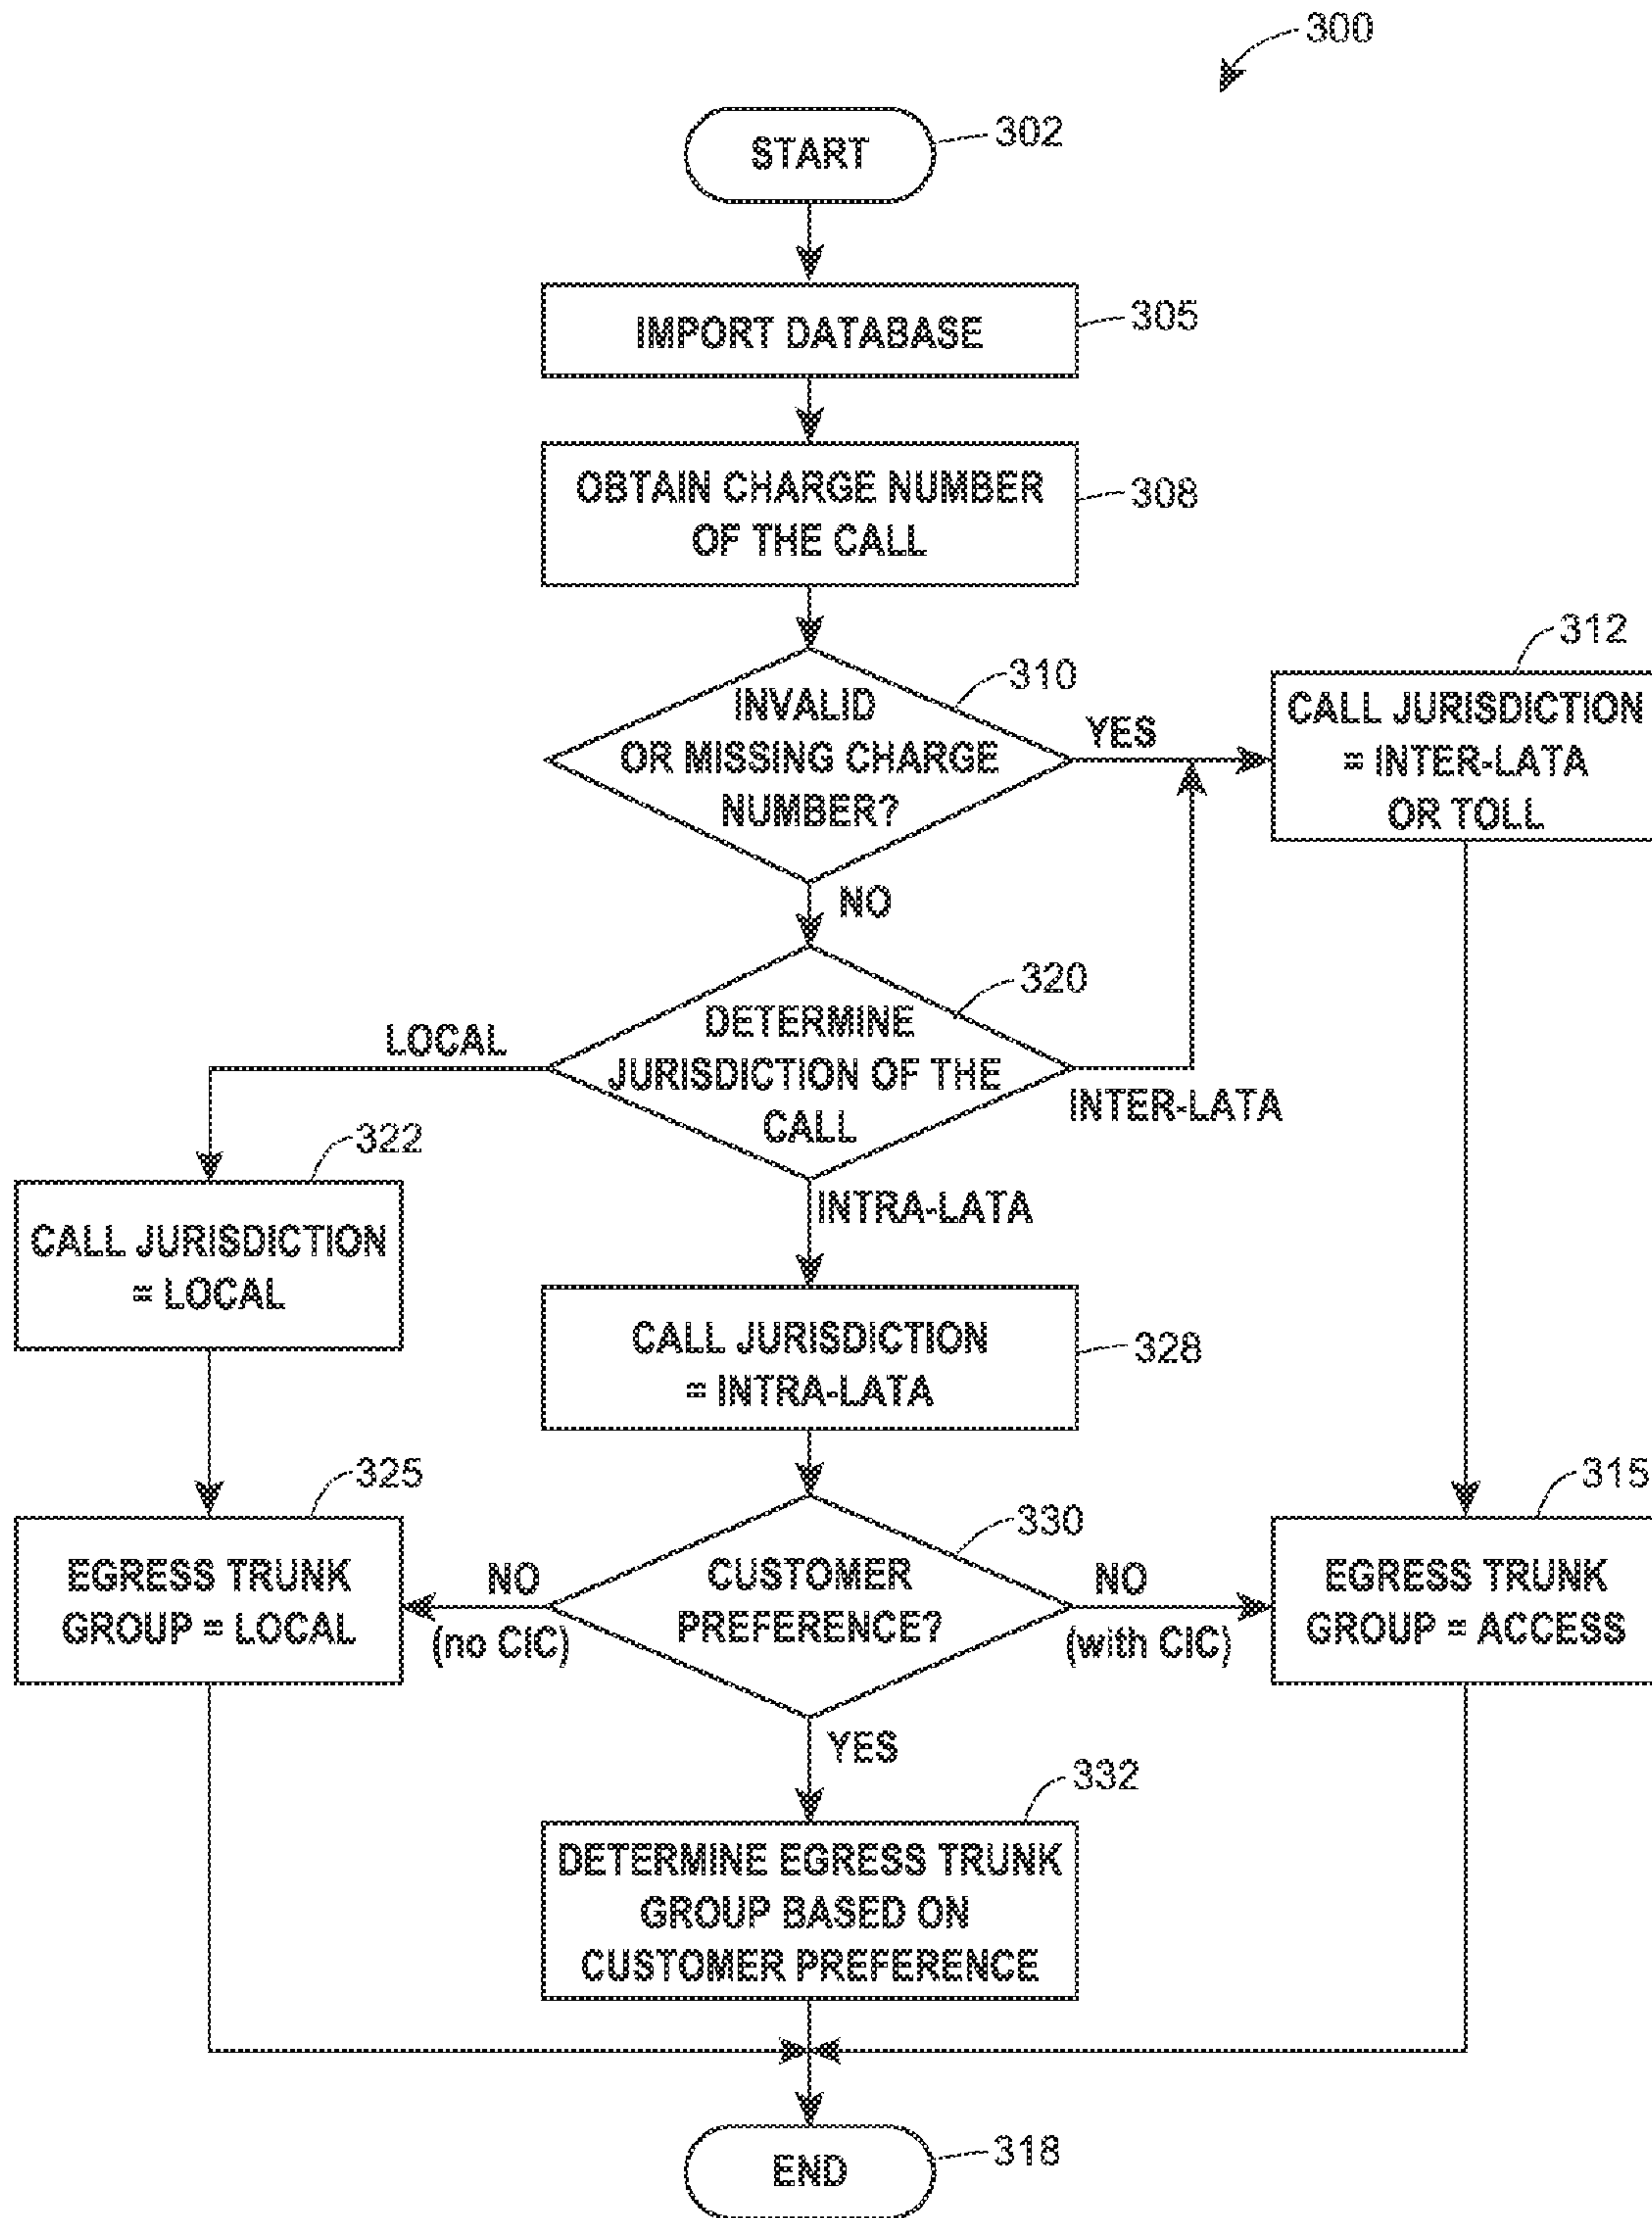 300
START
302
IMPORT DATABASE
305
OBTAIN CHARGE NUMBER
OF THE CALL
308
INVALID
OR MISSING CHARGE
NUMBER?
310
YES
312
CALL JURISDICTION
= INTER-LATA
OR TOLL
NO
320
DETERMINE
JURISDICTION OF THE
CALL
LOCAL
INTER-LATA
322
CALL JURISDICTION
= LOCAL
INTRA-LATA
CALL JURISDICTION
= INTRA-LATA
328
325
EGRESS TRUNK
GROUP = LOCAL
NO
(no CIC)
330
CUSTOMER
PREFERENCE?
NO
(with CIC)
315
EGRESS TRUNK
GROUP = ACCESS
YES
332
DETERMINE EGRESS TRUNK
GROUP BASED ON
CUSTOMER PREFERENCE
END
318